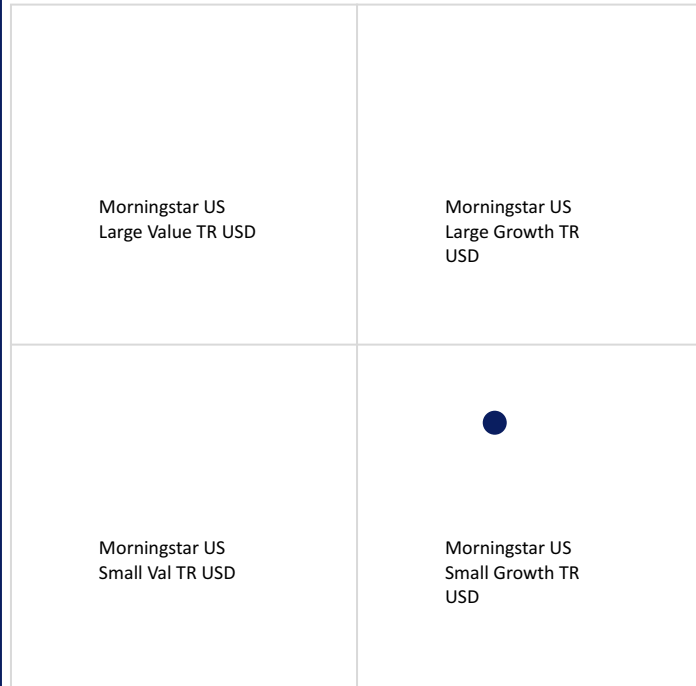 Morningstar US
Large Value TR USD
Morningstar US
Large Growth TR
USD
Morningstar US
Small Val TR USD
Morningstar US
Small Growth TR
USD